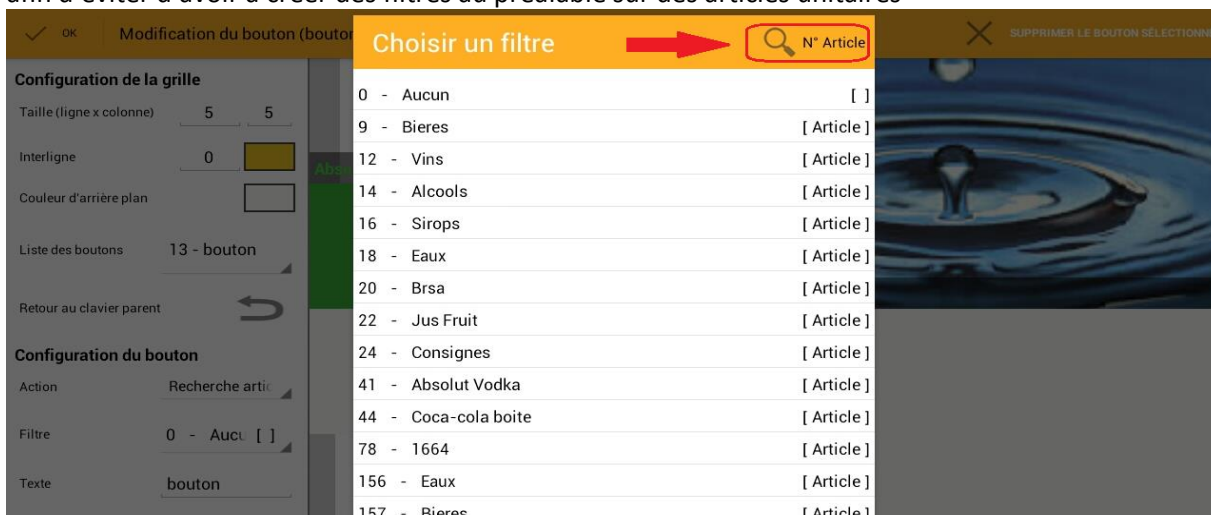 afin d'éviter d'avoir à créer des filtres au préalable sur des articles unitaires
OK Modification du bouton (bouton
SUPPRIMER LE BOUTON SÉLECTIONN
Configuration de la grille
Taille (ligne x colonne) 5 5
Interligne 0
Couleur d'arrière plan
Liste des boutons 13 - bouton
Retour au clavier parent
Configuration du bouton
Action Recherche artic
Filtre 0 - Aucu [ ]
Texte bouton
Choisir un filtre N° Article
0 - Aucun [ ]
9 - Bieres [ Article ]
12 - Vins [ Article ]
14 - Alcools [ Article ]
16 - Sirops [ Article ]
18 - Eaux [ Article ]
20 - Brsa [ Article ]
22 - Jus Fruit [ Article ]
24 - Consignes [ Article ]
41 - Absolut Vodka [ Article ]
44 - Coca-cola boite [ Article ]
78 - 1664 [ Article ]
156 - Eaux [ Article ]
157 - Bieres [ Article ]